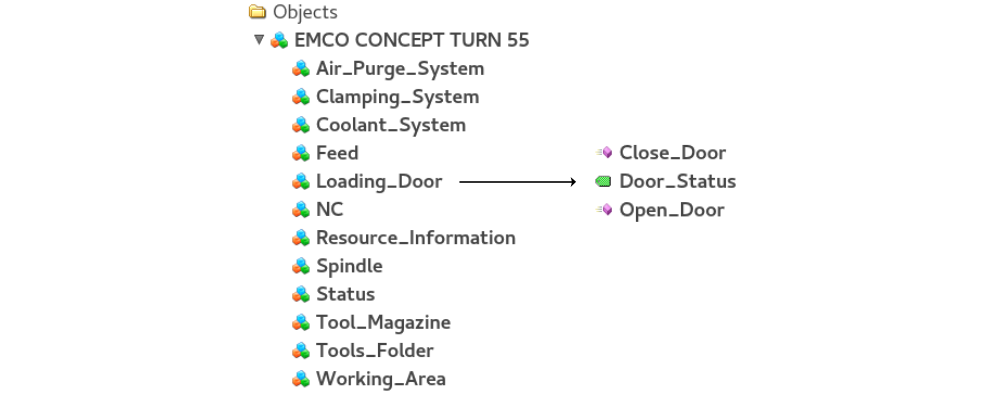 Objects
EMCO CONCEPT TURN 55
Air_Purge_System
Clamping_System
Coolant_System
Feed
Close_Door
Loading_Door
Door_Status
NC
Open_Door
Resource_Information
Spindle
Status
Tool_Magazine
Tools_Folder
Working_Area